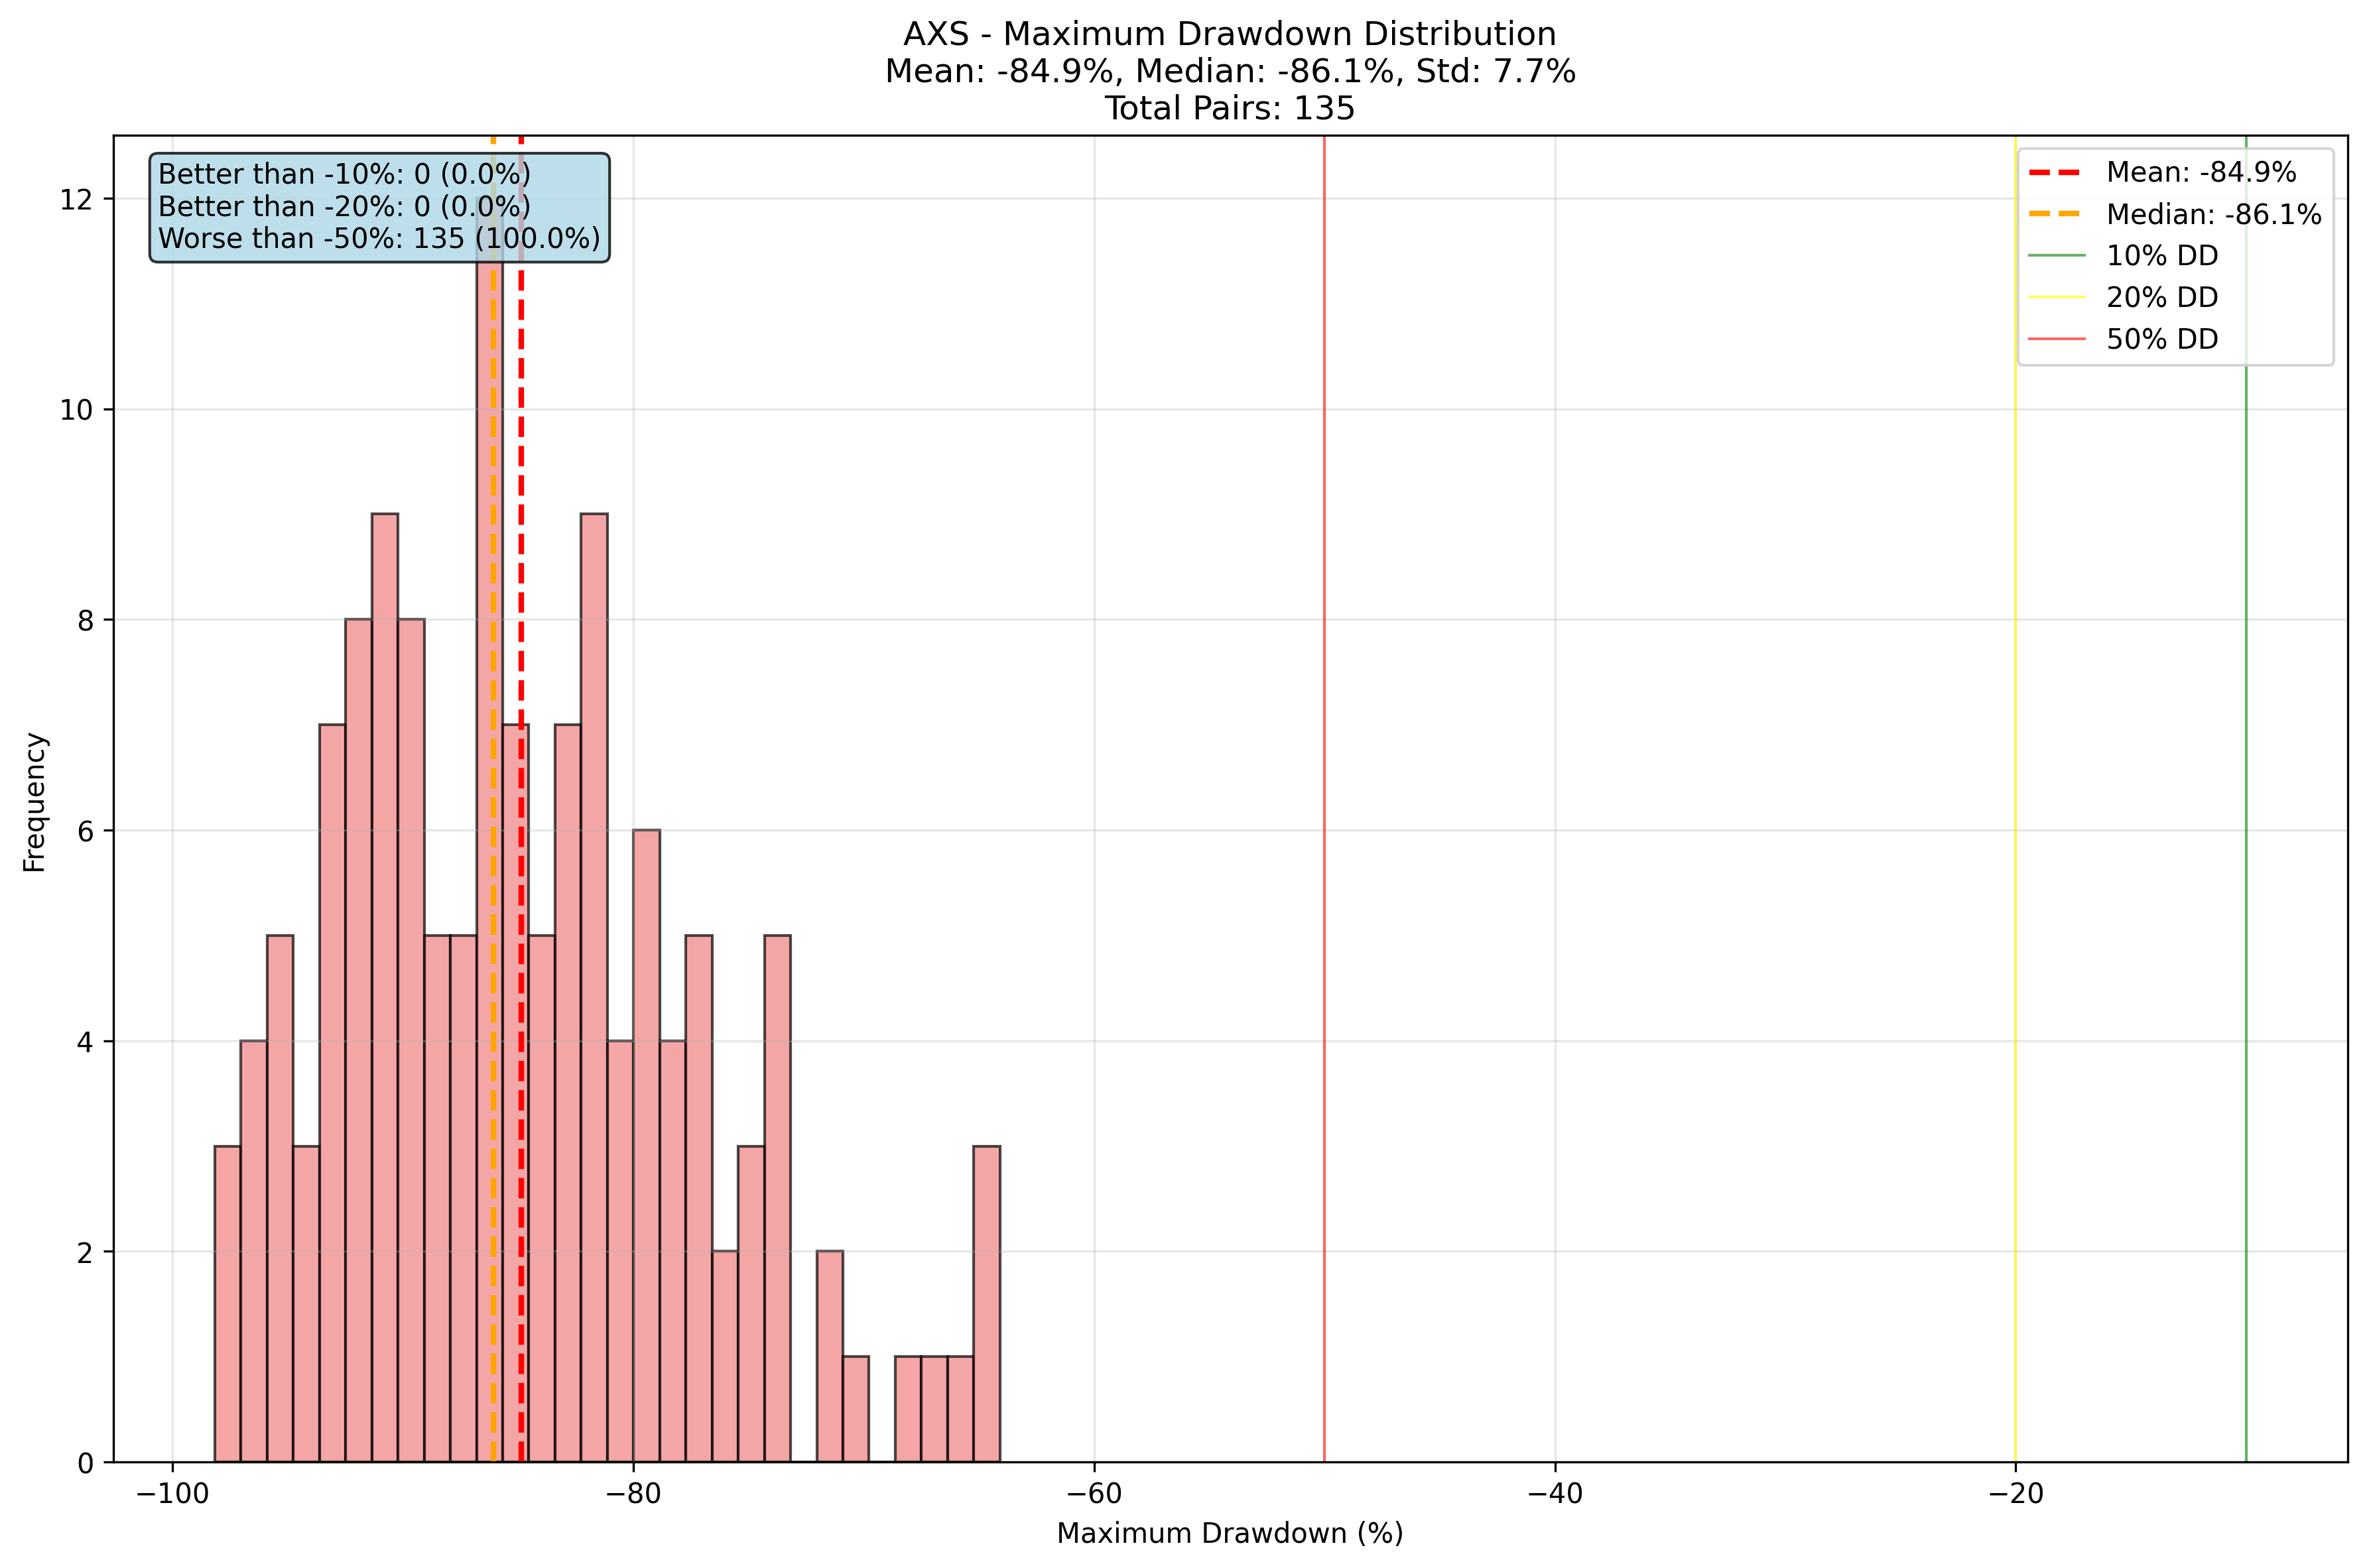 AXS - Maximum Drawdown Distribution
Mean: -84.9%, Median: -86.1%, Std: 7.7%
Total Pairs: 135
Better than -10%: 0 (0.0%)
Better than -20%: 0 (0.0%)
Worse than -50%: 135 (100.0%)
Mean: -84.9%
Median: -86.1%
10% DD
20% DD
50% DD
12
10
8
6
4
2
0
Frequency
−100
−80
−60
−40
−20
Maximum Drawdown (%)